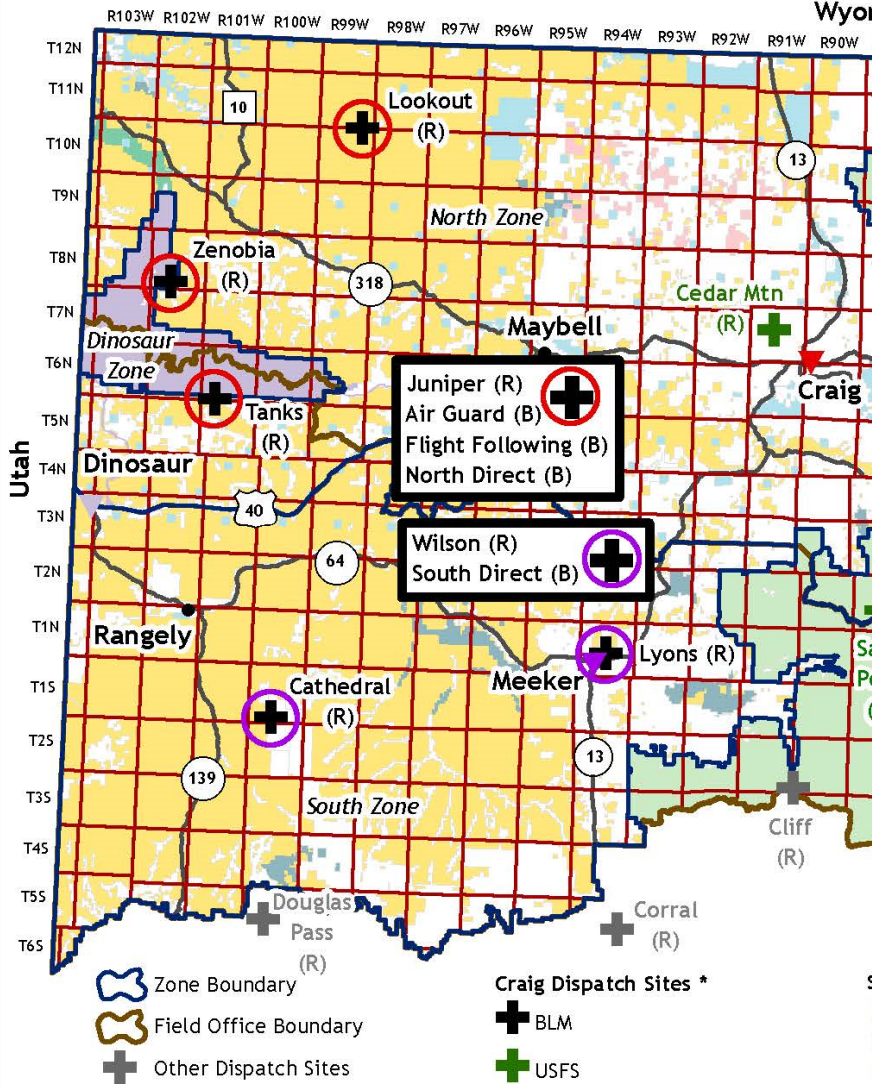 Wyo
R103W R102W R101W R100W R99W R98W R97W R96W R95W R94W R93W R92W R91W R90W
T12N
T11N
T10N
T9N
T8N
T7N
T6N
T5N
T4N
T3N
T2N
T1N
T1S
T2S
T3S
T4S
T5S
T6S
Utah
10
Lookout
(R)
13
North Zone
Zenobia
(R)
318
Cedar Mtn
(R)
Maybell
Dinosaur
Zone
Craig
Tanks
(R)
Juniper (R)
Air Guard (B)
Flight Following (B)
North Direct (B)
Dinosaur
40
64
Wilson (R)
South Direct (B)
Rangely
Lyons (R)
Meeker
Sa
Pe
(
Cathedral
(R)
139
13
South Zone
Cliff
(R)
Douglas
Pass
(R)
Corral
(R)
Zone Boundary
Field Office Boundary
Other Dispatch Sites
Craig Dispatch Sites *
BLM
USFS